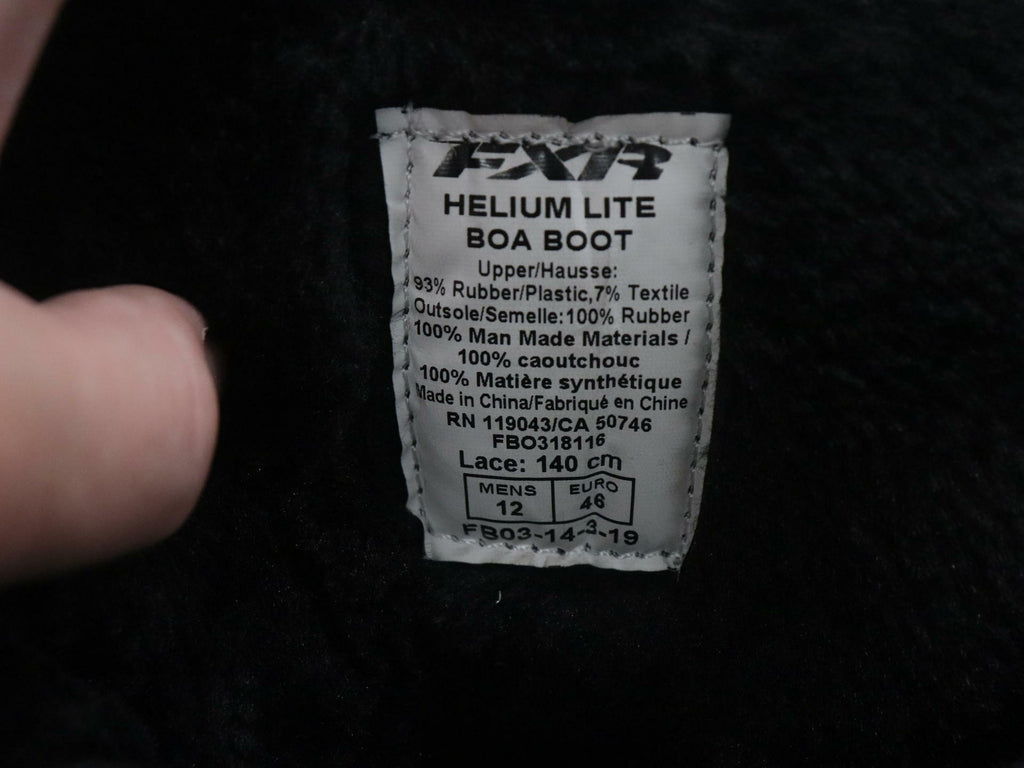 FXR
HELIUM LITE
BOA BOOT
Upper/Hausse:
93% Rubber/Plastic,7% Textile
Outsole/Semelle:100% Rubber
100% Man Made Materials /
100% caoutchouc
100% Matière synthétique
Made in China/Fabriqué en Chine
RN 119043/CA 50746
FBO318116
Lace: 140 cm
MENS EURO
12 46
FB03-14-3-19